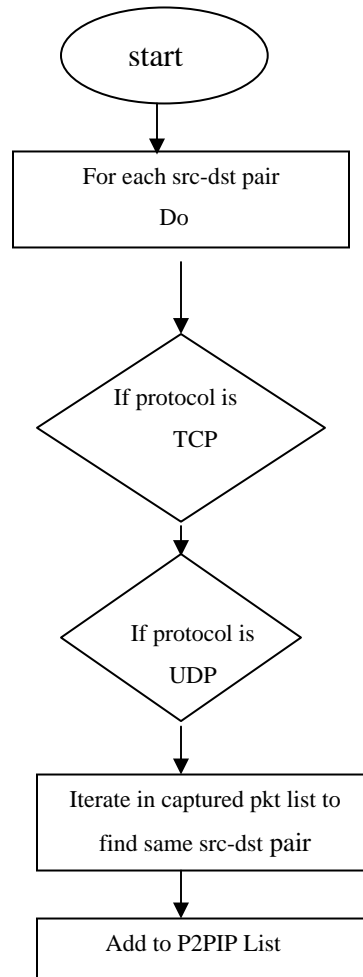 start
For each src-dst pair
Do
If protocol is
TCP
If protocol is
UDP
Iterate in captured pkt list to
find same src-dst pair
Add to P2PIP List